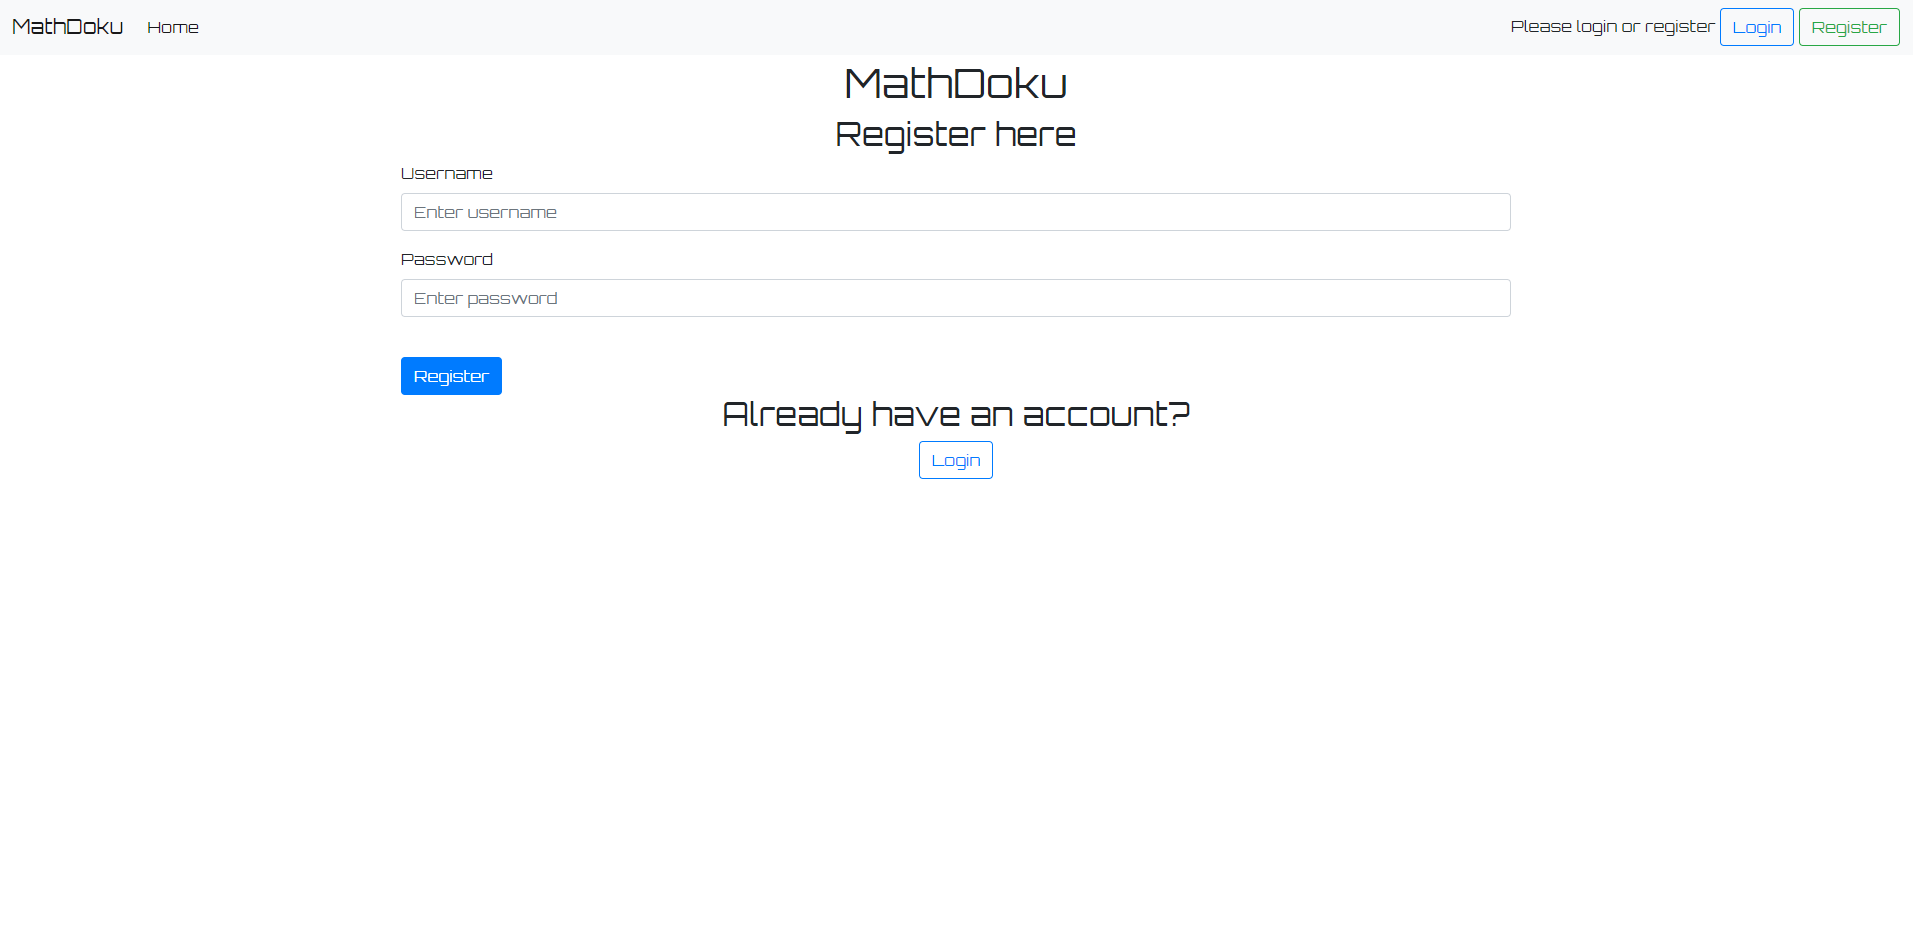 MathDoku Home Please login or register Login Register
MathDoku
Register here
Username
Enter username
Password
Enter password
Register
Already have an account?
Login